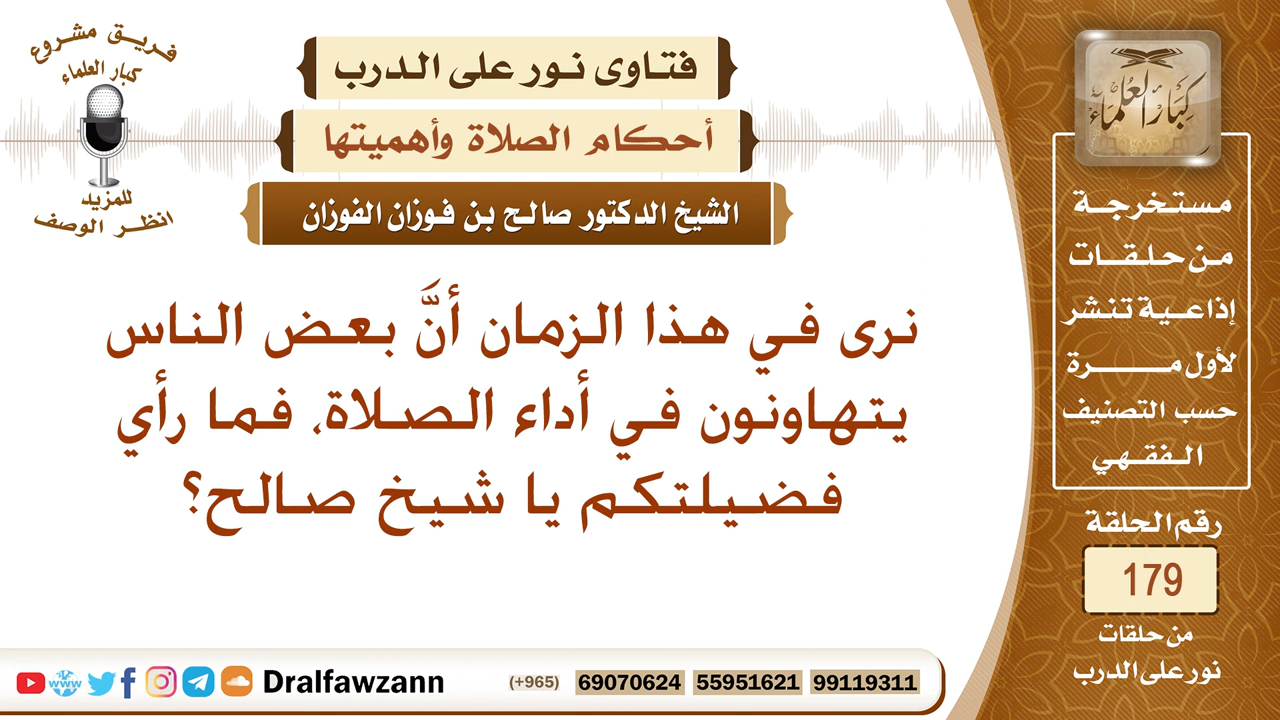 فريق مشروع
كبار العلماء
للمزيد
انظر الوصف
فتاوى نور على الدرب
أحكام الصلاة وأهميتها
الشيخ الدكتور صالح بن فوزان الفوزان
نرى في هذا الزمان أنَّ بعض الناس
يتهاونون في أداء الصلاة، فما رأي
فضيلتكم يا شيخ صالح؟
كبار العلماء
مستخرجة
من حلقات
إذاعية تنشر
لأول مرة
حسب التصنيف
الفقهي
رقم الحلقة
179
من حلقات
نور على الدرب
www
Dralfawzann
(+965) 69070624 55951621 99119311